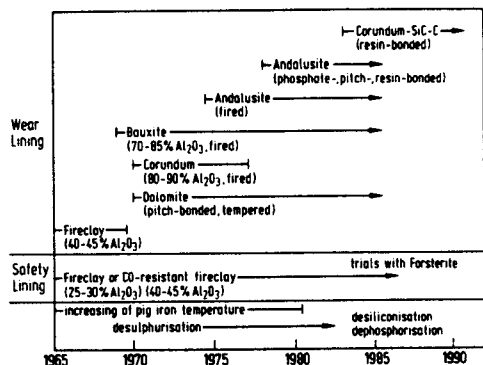 Corundum-SiC-C
(resin-bonded)
Andalusite
(phosphate-,pitch-,resin-bonded)
Andalusite
(fired)
Wear
Lining
Bauxite
(70-85% Al₂O₃,fired)
Corundum
(80-90% Al₂O₃,fired)
Dolomite
(pitch-bonded, tempered)
Fireclay
(40-45% Al₂O₃)
Safety
Lining
trials with Forsterite
Fireclay or CO-resistant fireclay
(25-30% Al₂O₃) (40-45% Al₂O₃)
increasing of pig iron temperature
desulphurisation
desiliconisation
dephosphorisation
1965 1970 1975 1980 1985 1990